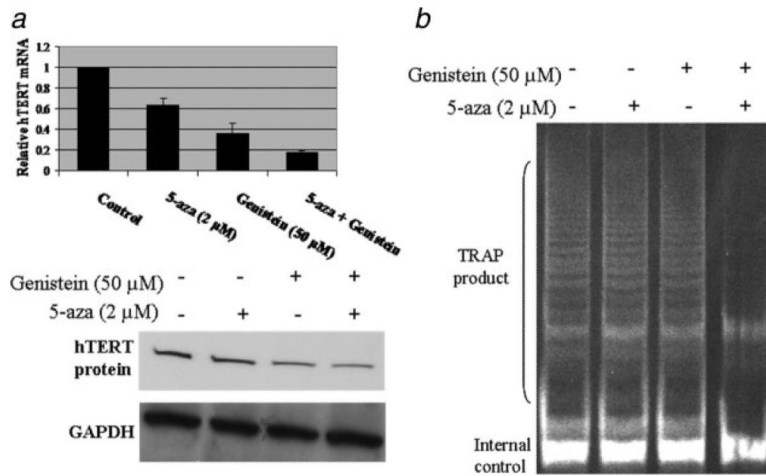 a
Relative hTERT mRNA
1.2
1
0.8
0.6
0.4
0.2
0
Control
5-aza (2 µM)
Genistein (50 µM)
5-aza + Genistein
Genistein (50 µM) - - + +
5-aza (2 µM) - + - +
hTERT
protein
GAPDH
b
Genistein (50 µM) - - + +
5-aza (2 µM) - + - +
TRAP
product
Internal
control